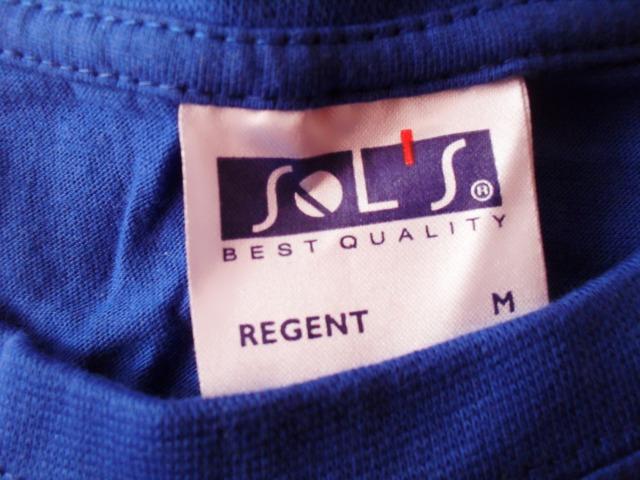 SOL'S ®
BEST QUALITY
REGENT M